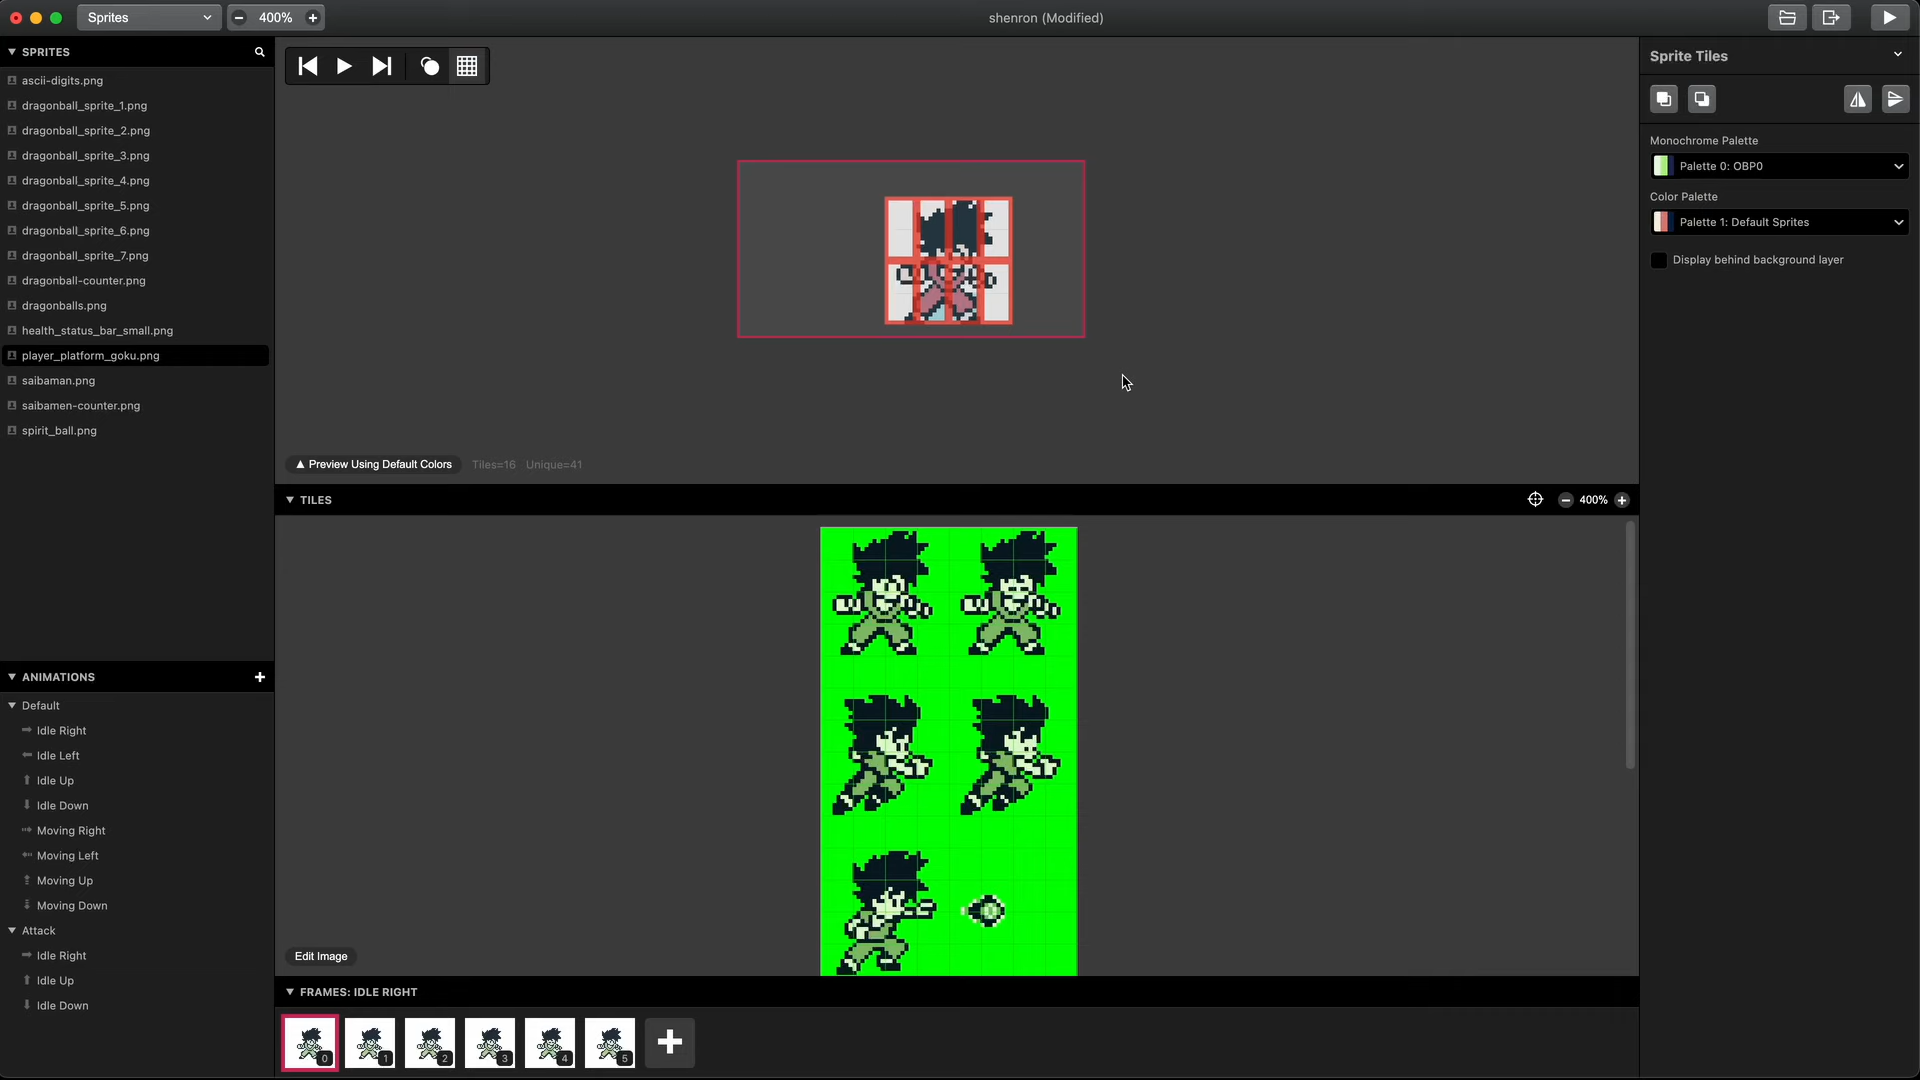 Sprites
400%
shenron (Modified)
SPRITES
ascii-digits.png
dragonball_sprite_1.png
dragonball_sprite_2.png
dragonball_sprite_3.png
dragonball_sprite_4.png
dragonball_sprite_5.png
dragonball_sprite_6.png
dragonball_sprite_7.png
dragonball-counter.png
dragonballs.png
health_status_bar_small.png
player_platform_goku.png
saibaman.png
saibamen-counter.png
spirit_ball.png
ANIMATIONS
Default
Idle Right
Idle Left
Idle Up
Idle Down
Moving Right
Moving Left
Moving Up
Moving Down
Attack
Idle Right
Idle Up
Idle Down
Preview Using Default Colors
Tiles=16 Unique=41
TILES
400%
Edit Image
FRAMES: IDLE RIGHT
0
1
2
3
4
5
Sprite Tiles
Monochrome Palette
Palette 0: OBP0
Color Palette
Palette 1: Default Sprites
Display behind background layer